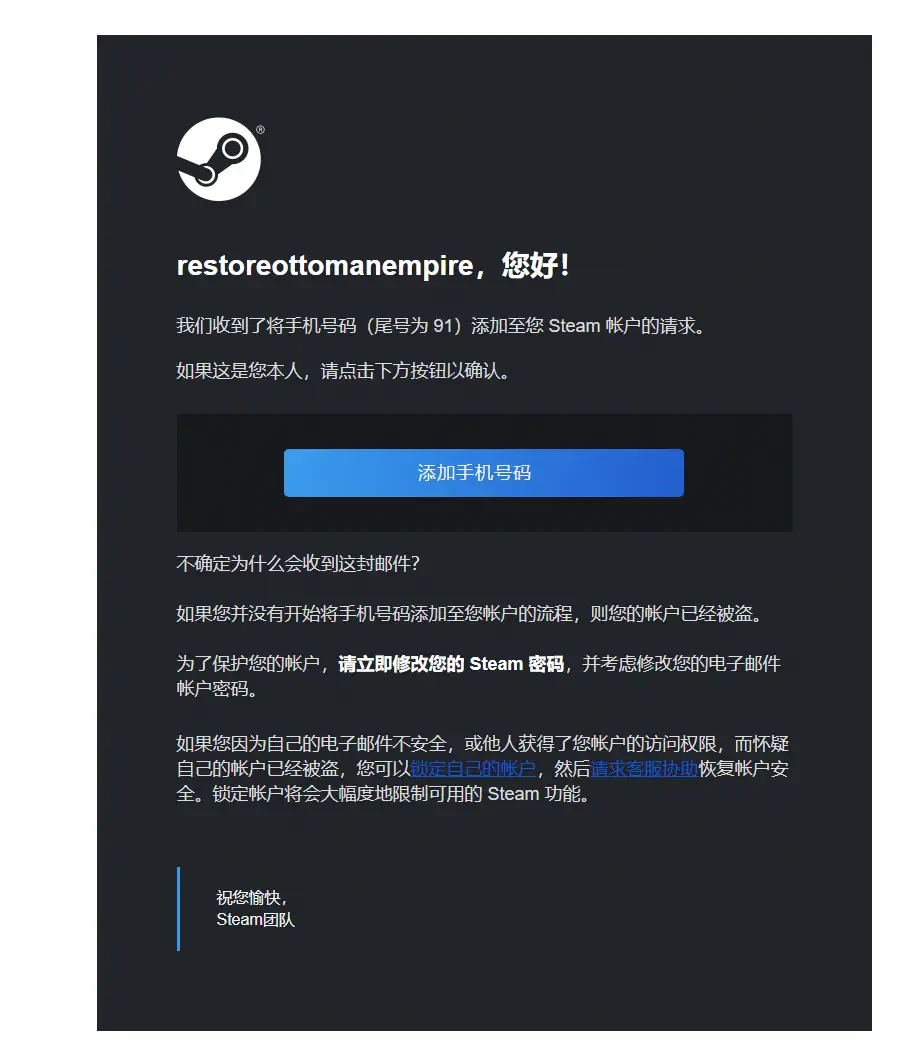 ®
restoreottomanempire，您好！
我们收到了将手机号码（尾号为 91）添加至您 Steam 帐户的请求。
如果这是您本人，请点击下方按钮以确认。
添加手机号码
不确定为什么会收到这封邮件？
如果您并没有开始将手机号码添加至您帐户的流程，则您的帐户已经被盗。
为了保护您的帐户，请立即修改您的 Steam 密码，并考虑修改您的电子邮件
帐户密码。
如果您因为自己的电子邮件不安全，或他人获得了您帐户的访问权限，而怀疑
自己的帐户已经被盗，您可以锁定自己的帐户，然后请求客服协助恢复帐户安
全。锁定帐户将会大幅度地限制可用的 Steam 功能。
祝您愉快，
Steam团队